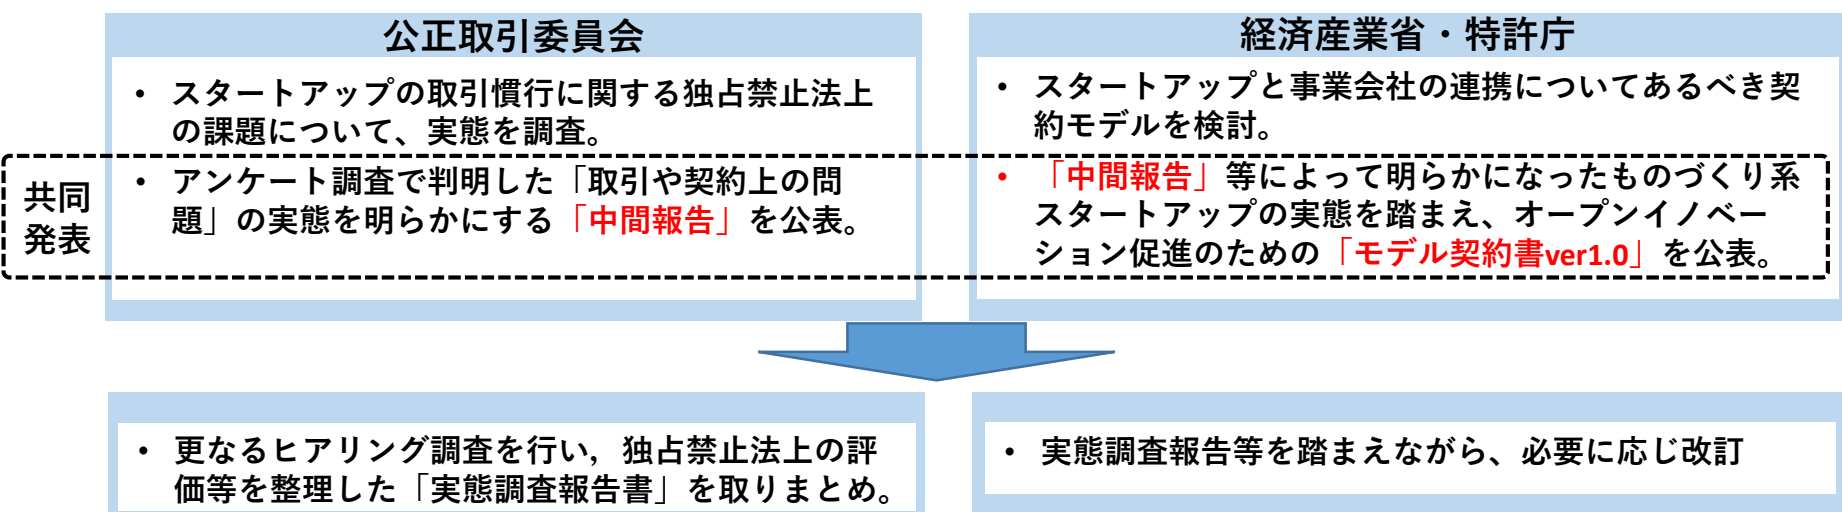 公正取引委員会
・ スタートアップの取引慣行に関する独占禁止法上
の課題について、実態を調査。
共同
発表
・ アンケート調査で判明した「取引や契約上の問
題」の実態を明らかにする「中間報告」を公表。
経済産業省・特許庁
・ スタートアップと事業会社の連携についてあるべき契
約モデルを検討。
・ 「中間報告」等によって明らかになったものづくり系
スタートアップの実態を踏まえ、オープンイノベー
ション促進のための「モデル契約書ver1.0」を公表。
・ 更なるヒアリング調査を行い,独占禁止法上の評
価等を整理した「実態調査報告書」を取りまとめ。
・ 実態調査報告等を踏まえながら、必要に応じ改訂